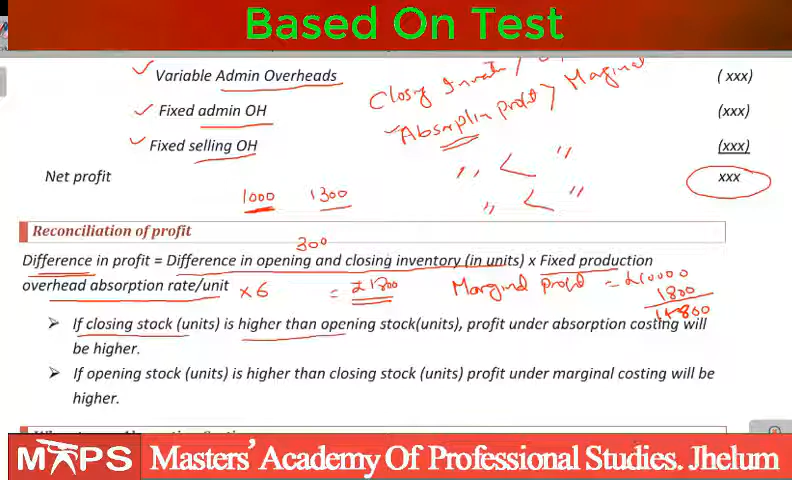 Based On Test
Variable Admin Overheads ( xxx)
Closing
Fixed admin OH (xxx)
Absorption profit > Marginal
Fixed selling OH (xxx)
" < "
Net profit xxx
1000 1300
" < "
Reconciliation of profit
300
Difference in profit = Difference in opening and closing inventory (in units) x Fixed production
overhead absorption rate/unit × 6 = £1800 Marginal Profit = £10000
1800
11800
If closing stock (units) is higher than opening stock(units), profit under absorption costing will
be higher.
If opening stock (units) is higher than closing stock (units) profit under marginal costing will be
higher.
MAPS Masters' Academy Of Professional Studies. Jhelum